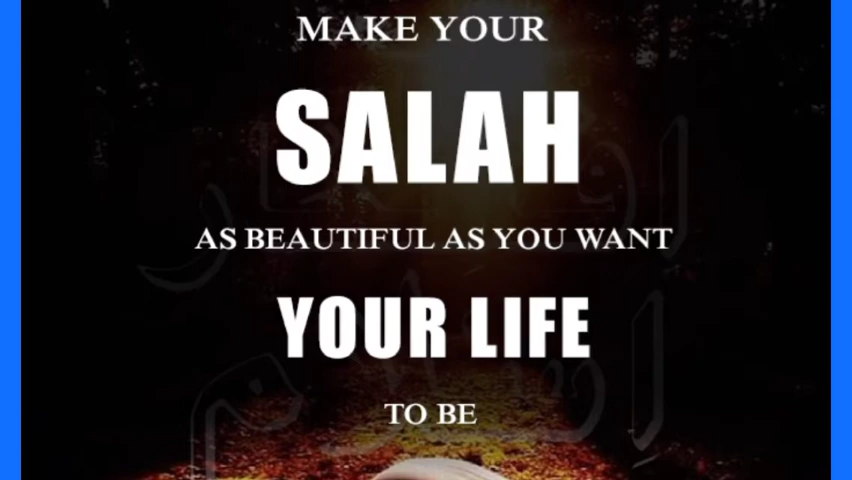 MAKE YOUR
SALAH
AS BEAUTIFUL AS YOU WANT
YOUR LIFE
TO BE